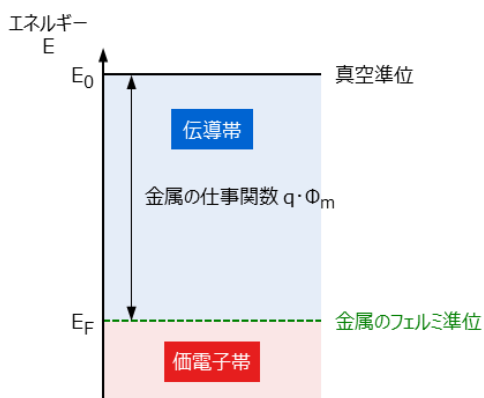 エネルギー
E
E0
真空準位
伝導帯
金属の仕事関数 q·Φm
EF
金属のフェルミ準位
価電子帯